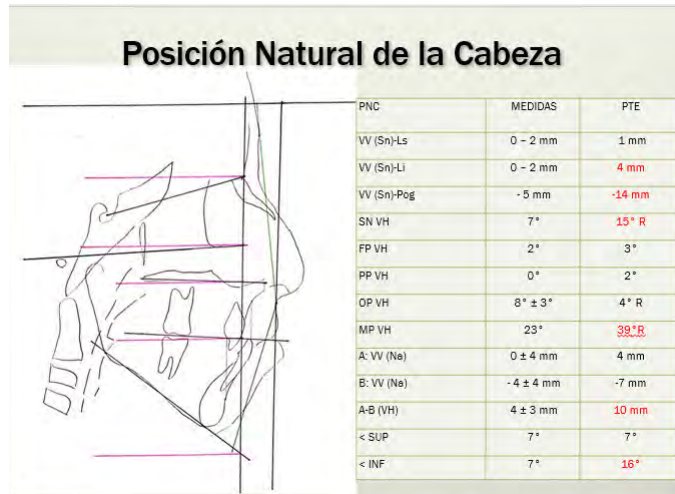 Posición Natural de la Cabeza
PNC MEDIDAS PTE
VV (Sn)-Ls 0 – 2 mm 1 mm
VV (Sn)-Li 0 – 2 mm 4 mm
VV (Sn)-Pog - 5 mm -14 mm
SN VH 7° 15° R
FP VH 2° 3°
PP VH 0° 2°
OP VH 8° ± 3° 4° R
MP VH 23° 39°R
A: VV (Na) 0 ± 4 mm 4 mm
B: VV (Na) - 4 ± 4 mm -7 mm
A-B (VH) 4 ± 3 mm 10 mm
< SUP 7° 7°
< INF 7° 16°